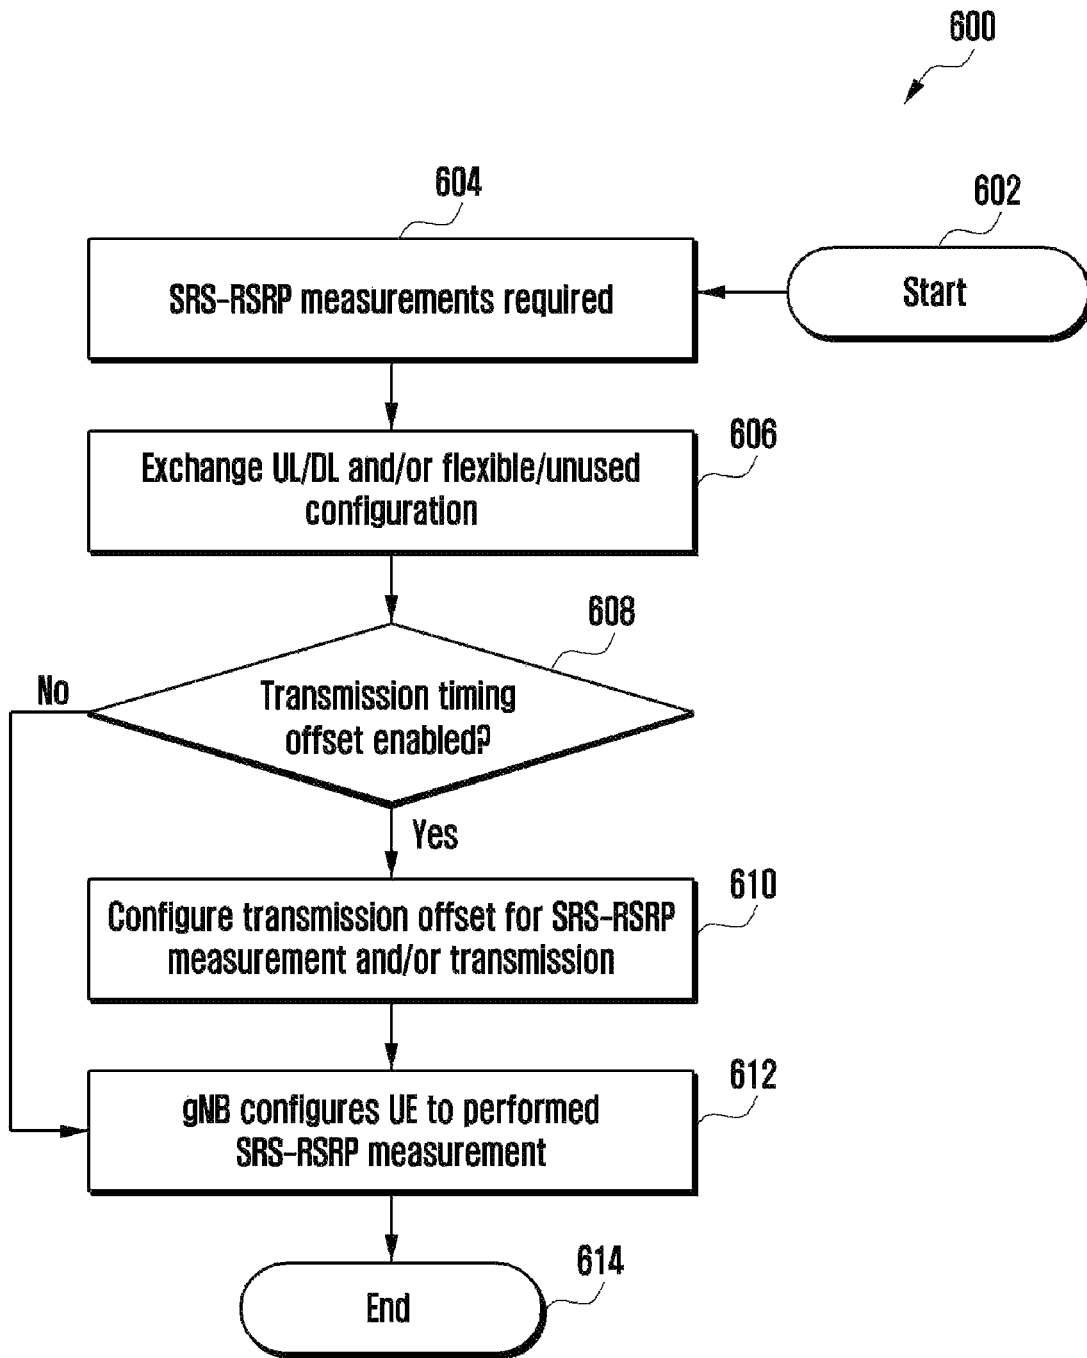 600
604
602
SRS-RSRP measurements required
Start
606
Exchange UL/DL and/or flexible/unused
configuration
608
No
Transmission timing
offset enabled?
Yes
610
Configure transmission offset for SRS-RSRP
measurement and/or transmission
612
gNB configures UE to performed
SRS-RSRP measurement
614
End